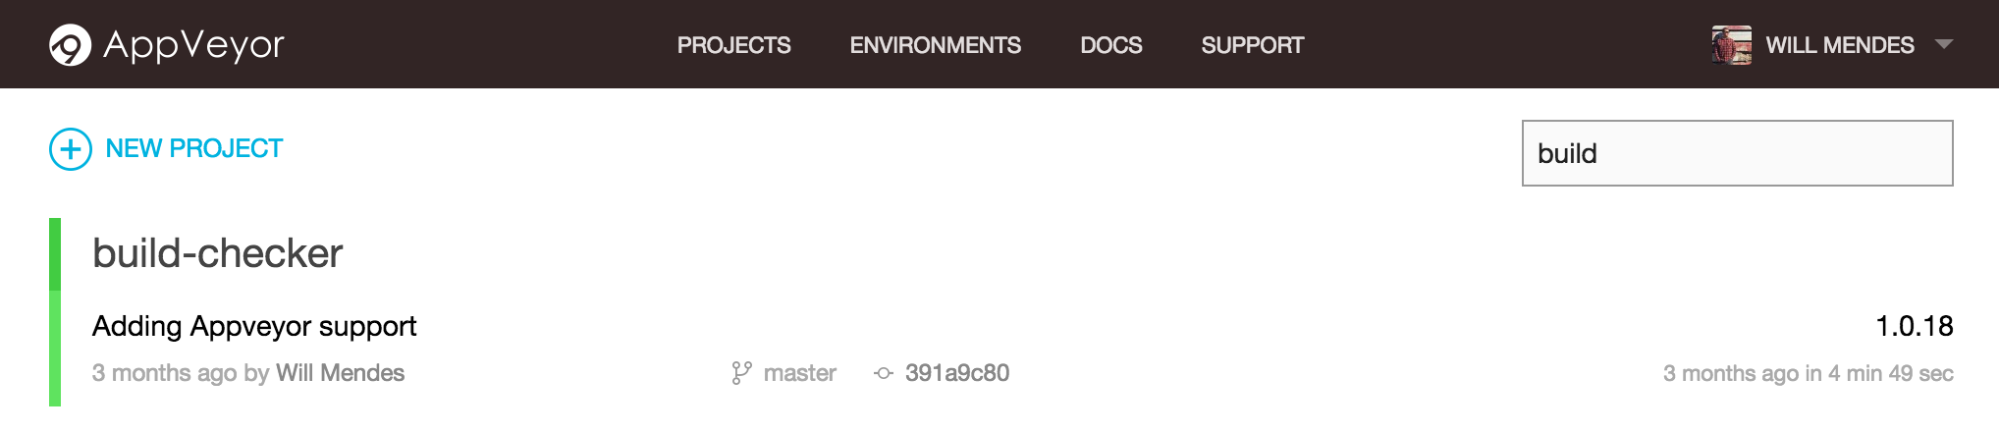 AppVeyor PROJECTS ENVIRONMENTS DOCS SUPPORT WILL MENDES
NEW PROJECT build
build-checker
Adding Appveyor support 1.0.18
3 months ago by Will Mendes master 391a9c80 3 months ago in 4 min 49 sec